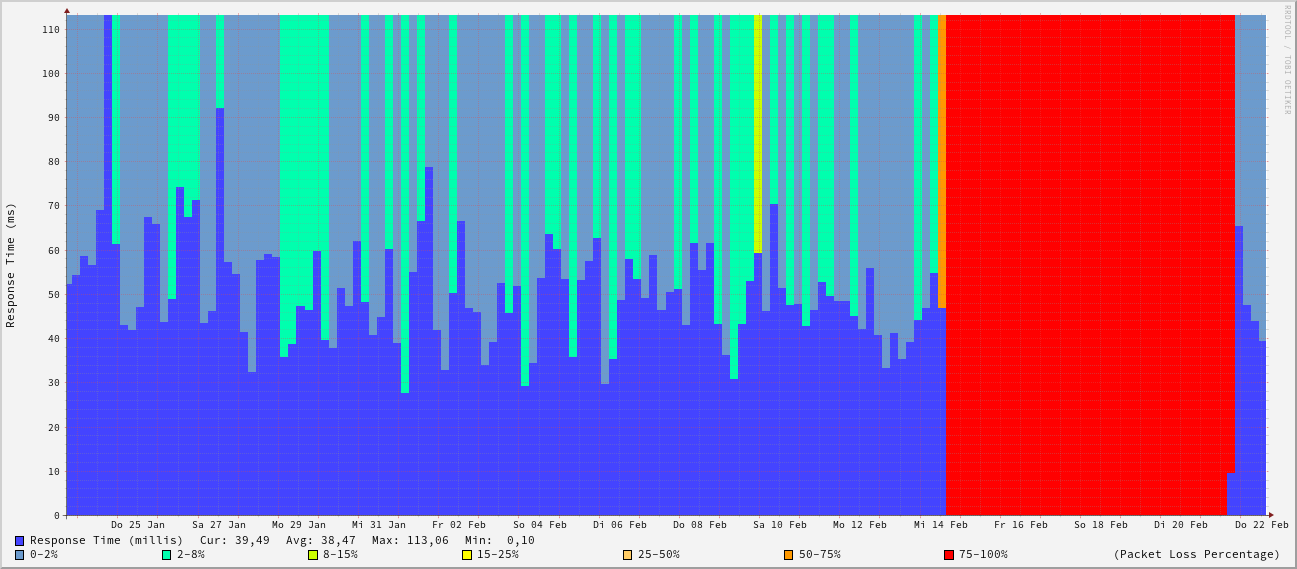 RRDTOOL / TOBI OETIKER
Response Time (ms)
110
100
90
80
70
60
50
40
30
20
10
0
Do 25 Jan Sa 27 Jan Mo 29 Jan Mi 31 Jan Fr 02 Feb So 04 Feb Di 06 Feb Do 08 Feb Sa 10 Feb Mo 12 Feb Mi 14 Feb Fr 16 Feb So 18 Feb Di 20 Feb Do 22 Feb
Response Time (millis) Cur: 39,49 Avg: 38,47 Max: 113,06 Min: 0,10
0-2% 2-8% 8-15% 15-25% 25-50% 50-75% 75-100% (Packet Loss Percentage)